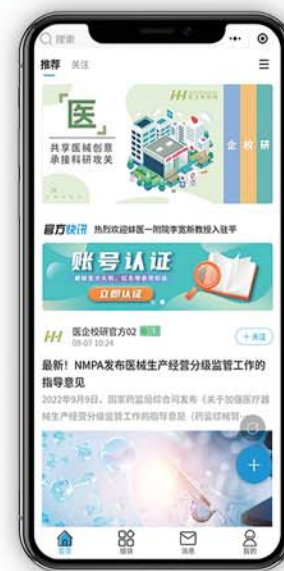 搜索
推荐 关注
「医
共享医械创意
承接科研攻关
企 校 研
官方快讯 热烈欢迎蚌医一附院李宽新教授入驻平
账号认证
立即认证
医企校研官方02
09-07 10:24
+关注
最新！NMPA发布医械生产经营分级监管工作的
指导意见
2022年9月9日，国家药监局综合司发布《关于加强医疗器
械生产经营分级监管工作的指导意见（药监综械管…
首页 组块 信息 我的